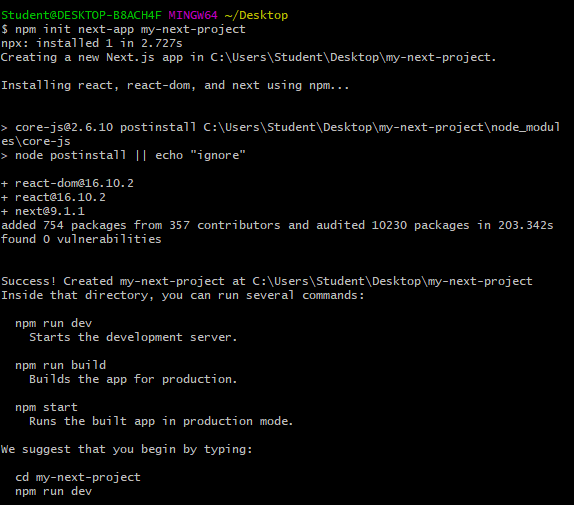 Student@DESKTOP-B8ACH4F MINGW64 ~/Desktop
$ npm init next-app my-next-project
npx: installed 1 in 2.727s
Creating a new Next.js app in C:\Users\Student\Desktop\my-next-project.
Installing react, react-dom, and next using npm...
> core-js@2.6.10 postinstall C:\Users\Student\Desktop\my-next-project\node_modul
es\core-js
> node postinstall || echo "ignore"
+ react-dom@16.10.2
+ react@16.10.2
+ next@9.1.1
added 754 packages from 357 contributors and audited 10230 packages in 203.342s
found 0 vulnerabilities
Success! Created my-next-project at C:\Users\Student\Desktop\my-next-project
Inside that directory, you can run several commands:
npm run dev
Starts the development server.
npm run build
Builds the app for production.
npm start
Runs the built app in production mode.
We suggest that you begin by typing:
cd my-next-project
npm run dev